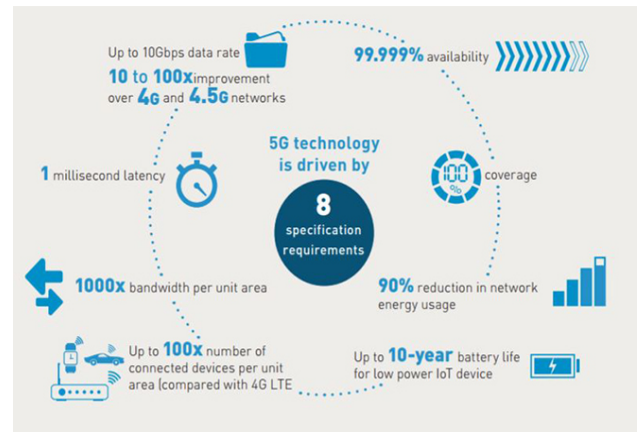 Up to 10Gbps data rate
10 to 100x improvement
over 4G and 4.5G networks
99.999% availability
5G technology
is driven by
8
specification
requirements
1 millisecond latency
100
%
coverage
1000x bandwidth per unit area
90% reduction in network
energy usage
Up to 100x number of
connected devices per unit
area (compared with 4G LTE
Up to 10-year battery life
for low power IoT device